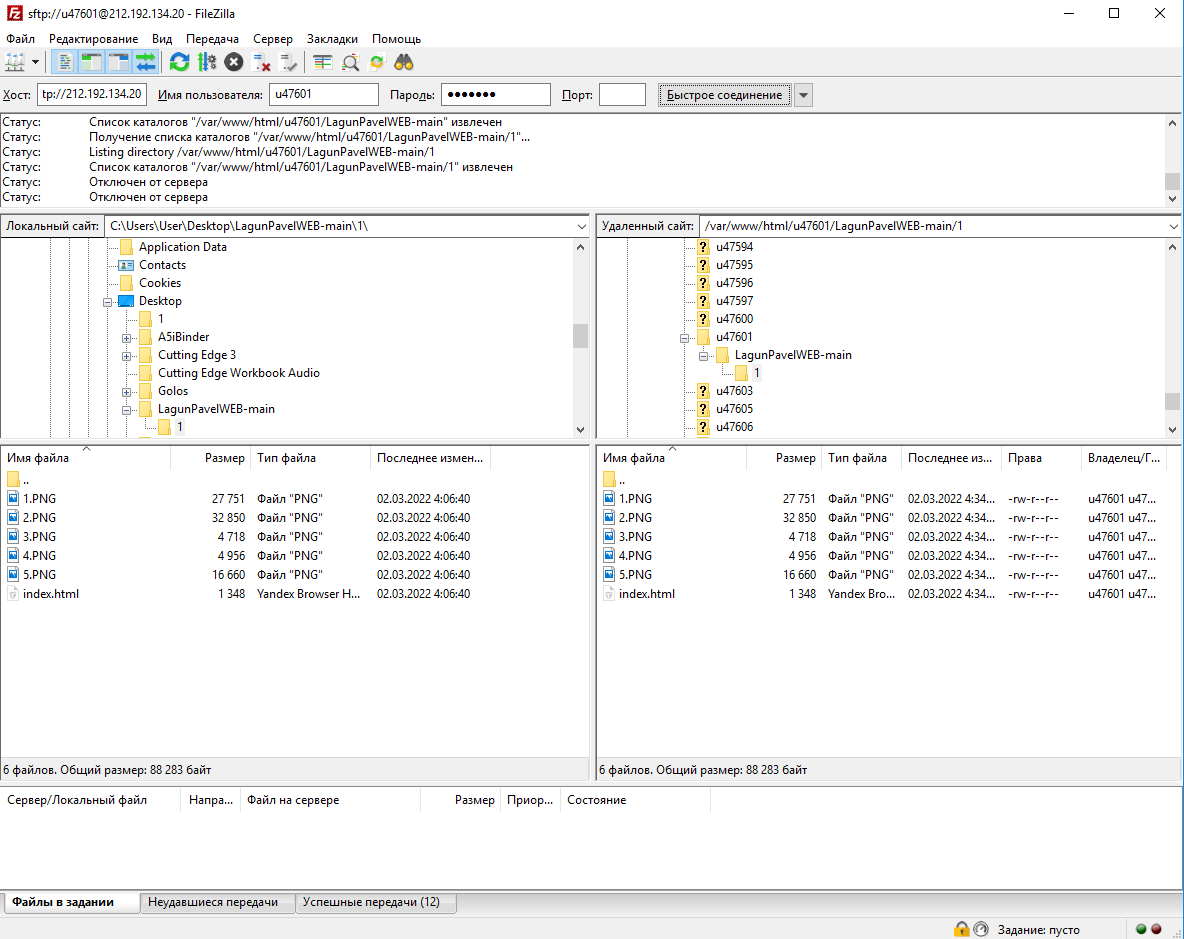 sftp://u47601@212.192.134.20 - FileZilla
Файл Редактирование Вид Передача Сервер Закладки Помощь
Хост: tp://212.192.134.20 Имя пользователя: u47601 Пароль: ●●●●●●● Порт: Быстрое соединение
Статус: Список каталогов "/var/www/html/u47601/LagunPavelWEB-main" извлечен
Статус: Получение списка каталогов "/var/www/html/u47601/LagunPavelWEB-main/1"...
Статус: Listing directory /var/www/html/u47601/LagunPavelWEB-main/1
Статус: Список каталогов "/var/www/html/u47601/LagunPavelWEB-main/1" извлечен
Статус: Отключен от сервера
Статус: Отключен от сервера
Локальный сайт: C:\Users\User\Desktop\LagunPavelWEB-main\1\
Application Data
Contacts
Cookies
Desktop
1
A5iBinder
Cutting Edge 3
Cutting Edge Workbook Audio
Golos
LagunPavelWEB-main
1
Удаленный сайт: /var/www/html/u47601/LagunPavelWEB-main/1
? u47594
? u47595
? u47596
? u47597
? u47600
u47601
LagunPavelWEB-main
1
? u47603
? u47605
? u47606
Имя файла Размер Тип файла Последнее измен...
..
1.PNG 27 751 Файл "PNG" 02.03.2022 4:06:40
2.PNG 32 850 Файл "PNG" 02.03.2022 4:06:40
3.PNG 4 718 Файл "PNG" 02.03.2022 4:06:40
4.PNG 4 956 Файл "PNG" 02.03.2022 4:06:40
5.PNG 16 660 Файл "PNG" 02.03.2022 4:06:40
index.html 1 348 Yandex Browser H... 02.03.2022 4:06:40
6 файлов. Общий размер: 88 283 байт
Имя файла Размер Тип файла Последнее из... Права Владелец/Г...
..
1.PNG 27 751 Файл "PNG" 02.03.2022 4:34... -rw-r--r-- u47601 u47...
2.PNG 32 850 Файл "PNG" 02.03.2022 4:34... -rw-r--r-- u47601 u47...
3.PNG 4 718 Файл "PNG" 02.03.2022 4:34... -rw-r--r-- u47601 u47...
4.PNG 4 956 Файл "PNG" 02.03.2022 4:34... -rw-r--r-- u47601 u47...
5.PNG 16 660 Файл "PNG" 02.03.2022 4:34... -rw-r--r-- u47601 u47...
index.html 1 348 Yandex Bro... 02.03.2022 4:34... -rw-r--r-- u47601 u47...
6 файлов. Общий размер: 88 283 байт
Сервер/Локальный файл Напра... Файл на сервере Размер Приор... Состояние
Файлы в задании Неудавшиеся передачи Успешные передачи (12)
Задание: пусто